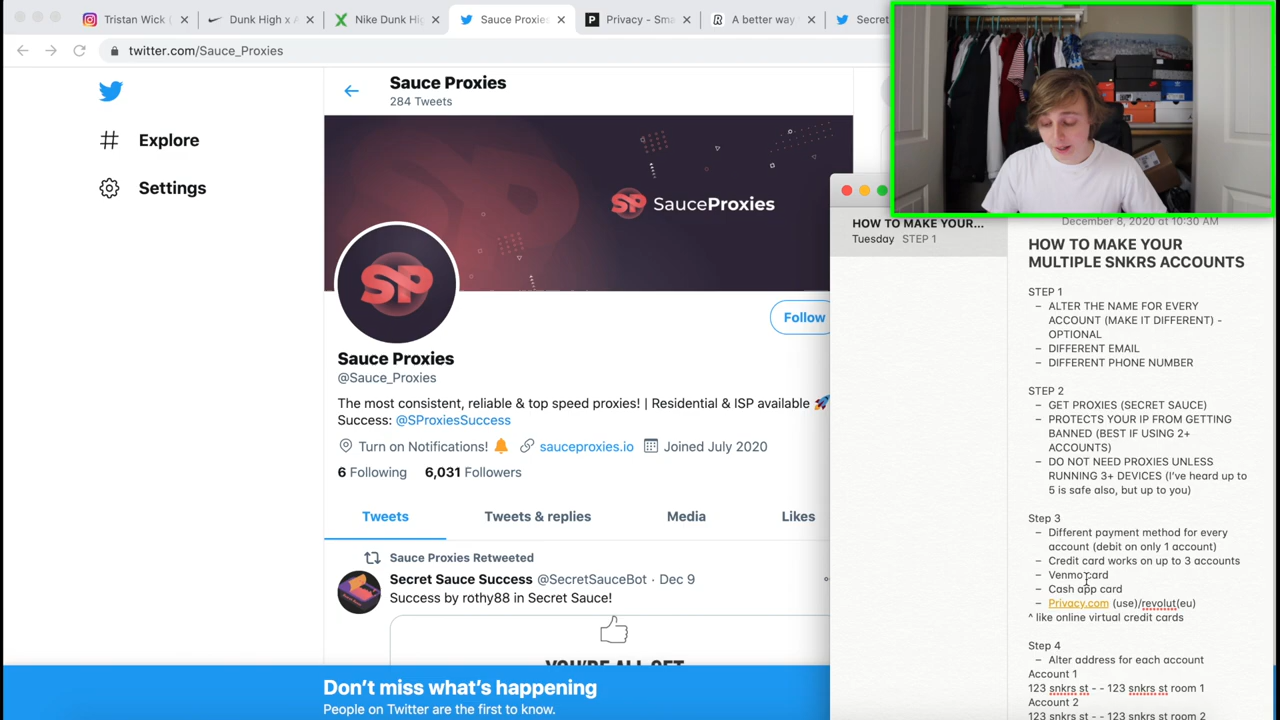 Tristan Wick (
Dunk High x A
Nike Dunk Hi
Sauce Proxies
Privacy - Sma
A better way
Secret
twitter.com/Sauce_Proxies
Explore
Settings
Sauce Proxies
284 Tweets
SP SauceProxies
SP
Follow
Sauce Proxies
@Sauce_Proxies
The most consistent, reliable & top speed proxies! | Residential & ISP available 🚀
Success: @SProxiesSuccess
Turn on Notifications! 🔔 sauceproxies.io Joined July 2020
6 Following 6,031 Followers
Tweets Tweets & replies Media Likes
Sauce Proxies Retweeted
Secret Sauce Success @SecretSauceBot · Dec 9
Success by rothy88 in Secret Sauce!
YOU'RE ALL SET
Don't miss what's happening
People on Twitter are the first to know.
HOW TO MAKE YOUR...
Tuesday STEP 1
December 8, 2020 at 10:30 AM
HOW TO MAKE YOUR
MULTIPLE SNKRS ACCOUNTS
STEP 1
– ALTER THE NAME FOR EVERY
ACCOUNT (MAKE IT DIFFERENT) -
OPTIONAL
– DIFFERENT EMAIL
– DIFFERENT PHONE NUMBER
STEP 2
– GET PROXIES (SECRET SAUCE)
– PROTECTS YOUR IP FROM GETTING
BANNED (BEST IF USING 2+
ACCOUNTS)
– DO NOT NEED PROXIES UNLESS
RUNNING 3+ DEVICES (I've heard up to
5 is safe also, but up to you)
Step 3
– Different payment method for every
account (debit on only 1 account)
– Credit card works on up to 3 accounts
– Venmo card
– Cash app card
– Privacy.com (use)/revolut(eu)
^ like online virtual credit cards
Step 4
– Alter address for each account
Account 1
123 snkrs st - - 123 snkrs st room 1
Account 2
123 snkrs st - - 123 snkrs st room 2